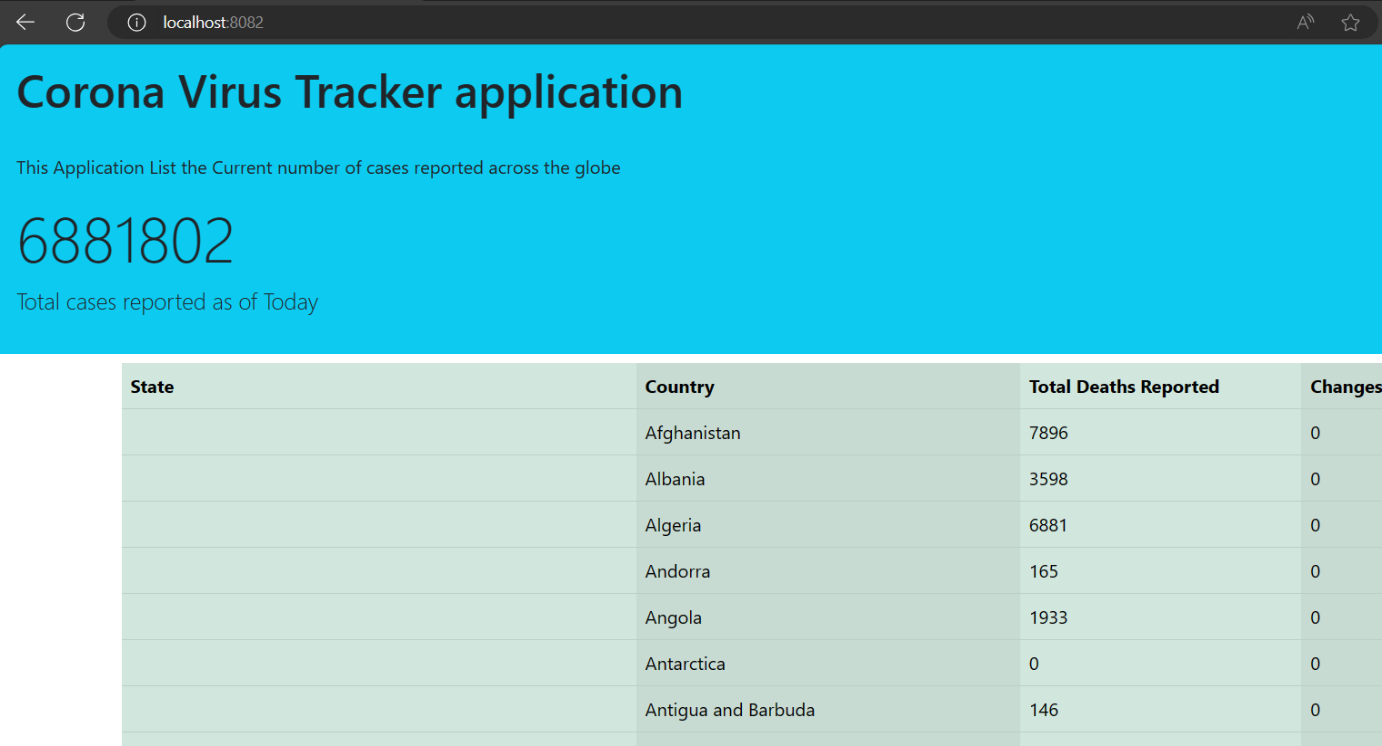 localhost:8082
Corona Virus Tracker application
This Application List the Current number of cases reported across the globe
6881802
Total cases reported as of Today
State Country Total Deaths Reported Changes
Afghanistan 7896 0
Albania 3598 0
Algeria 6881 0
Andorra 165 0
Angola 1933 0
Antarctica 0 0
Antigua and Barbuda 146 0